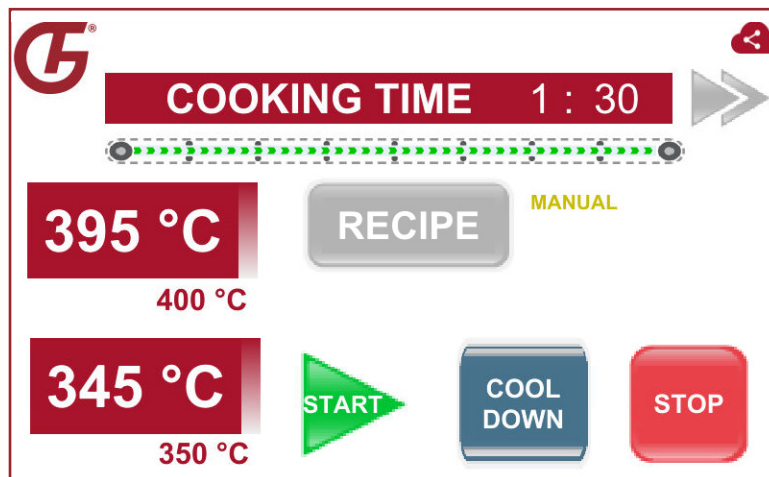 ®
COOKING TIME 1 : 30
395 °C
400 °C
RECIPE
MANUAL
345 °C
350 °C
START
COOL
DOWN
STOP